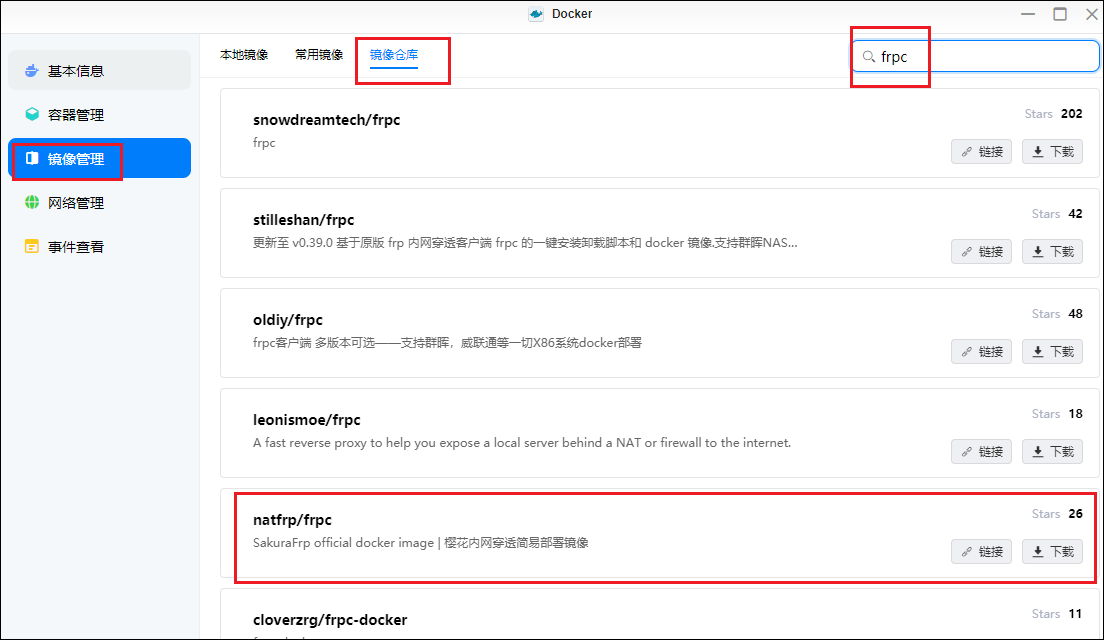 Docker
基本信息
容器管理
镜像管理
网络管理
事件查看
本地镜像 常用镜像 镜像仓库
frpc
snowdreamtech/frpc
frpc
Stars 202
链接 下载
stilleshan/frpc
更新至 v0.39.0 基于原版 frp 内网穿透客户端 frpc 的一键安装卸载脚本和 docker 镜像.支持群晖NAS...
Stars 42
链接 下载
oldiy/frpc
frpc客户端 多版本可选——支持群晖，威联通等一切X86系统docker部署
Stars 48
链接 下载
leonismoe/frpc
A fast reverse proxy to help you expose a local server behind a NAT or firewall to the internet.
Stars 18
链接 下载
natfrp/frpc
SakuraFrp official docker image | 樱花内网穿透简易部署镜像
Stars 26
链接 下载
cloverzrg/frpc-docker
Stars 11